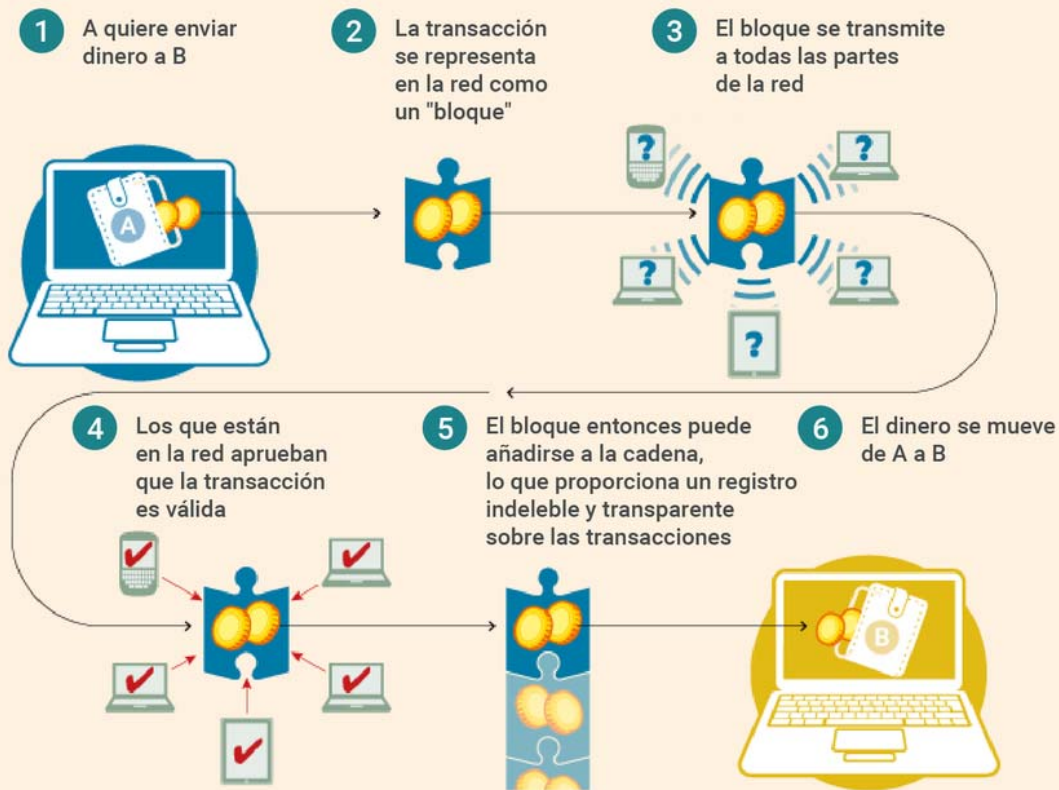 1
A quiere enviar
dinero a B
2
La transacción
se representa
en la red como
un "bloque"
3
El bloque se transmite
a todas las partes
de la red
A
?
?
?
?
?
4
Los que están
en la red aprueban
que la transacción
es válida
5
El bloque entonces puede
añadirse a la cadena,
lo que proporciona un registro
indeleble y transparente
sobre las transacciones
6
El dinero se mueve
de A a B
B